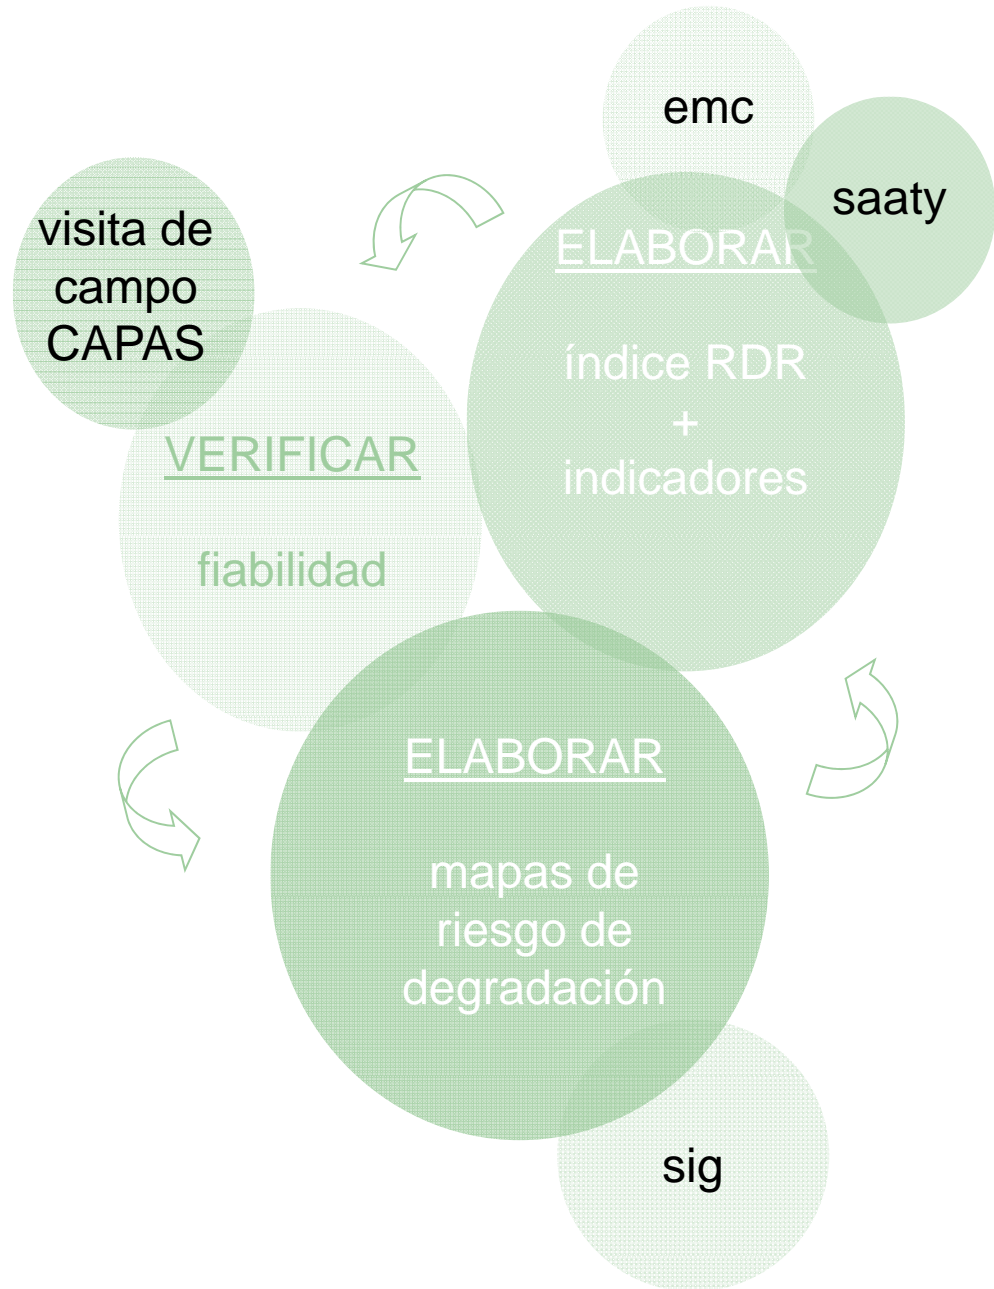 emc
saaty
visita de
campo
CAPAS
ELABORAR
índice RDR
+
indicadores
VERIFICAR
fiabilidad
ELABORAR
mapas de
riesgo de
degradación
sig